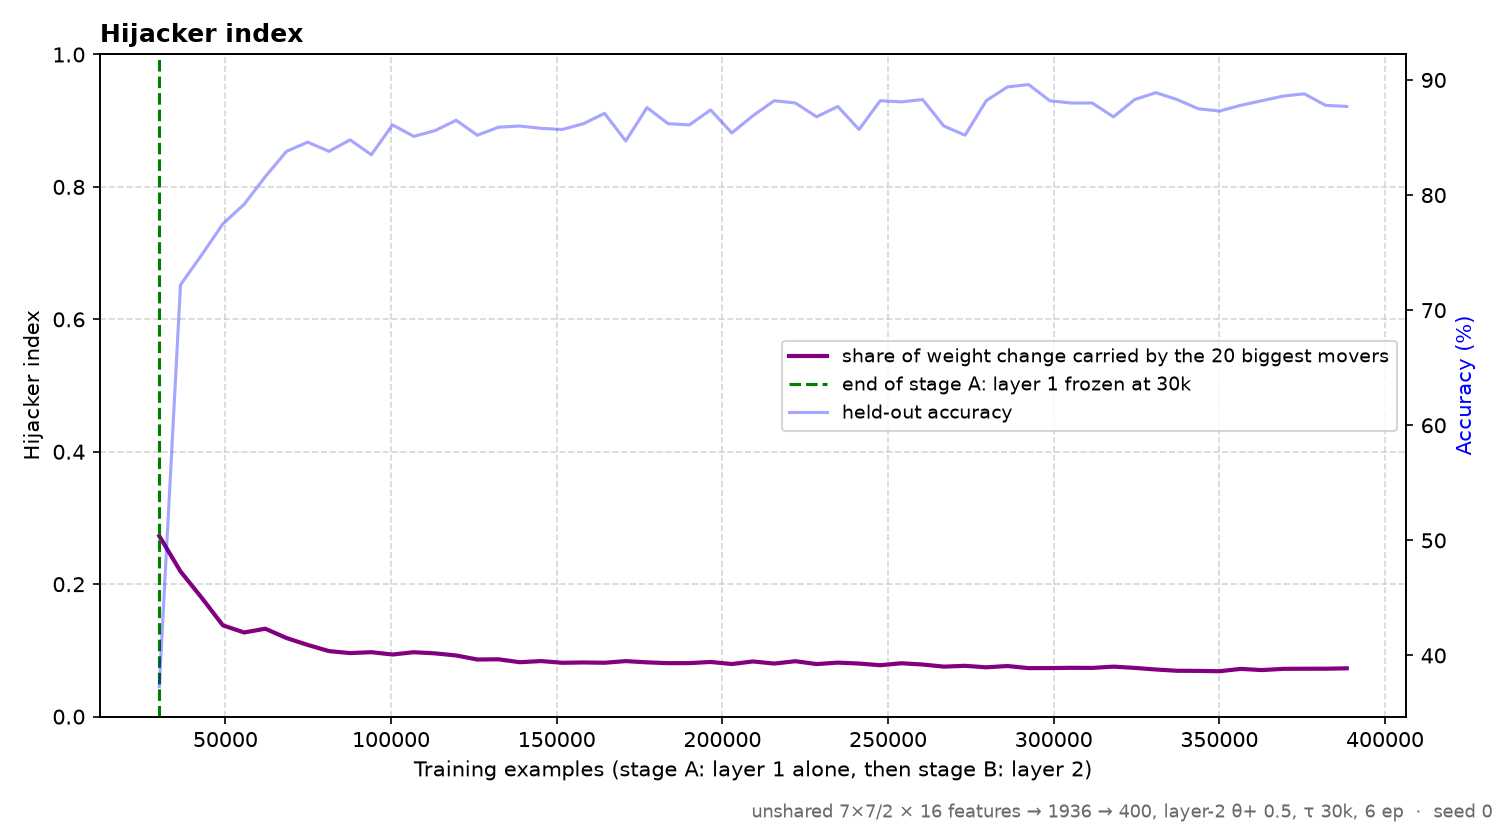 Hijacker index
1.0
0.8
0.6
0.4
0.2
0.0
Hijacker index
90
80
70
60
50
40
Accuracy (%)
share of weight change carried by the 20 biggest movers
end of stage A: layer 1 frozen at 30k
held-out accuracy
50000 100000 150000 200000 250000 300000 350000 400000
Training examples (stage A: layer 1 alone, then stage B: layer 2)
unshared 7×7/2 × 16 features → 1936 → 400, layer-2 θ+ 0.5, τ 30k, 6 ep · seed 0